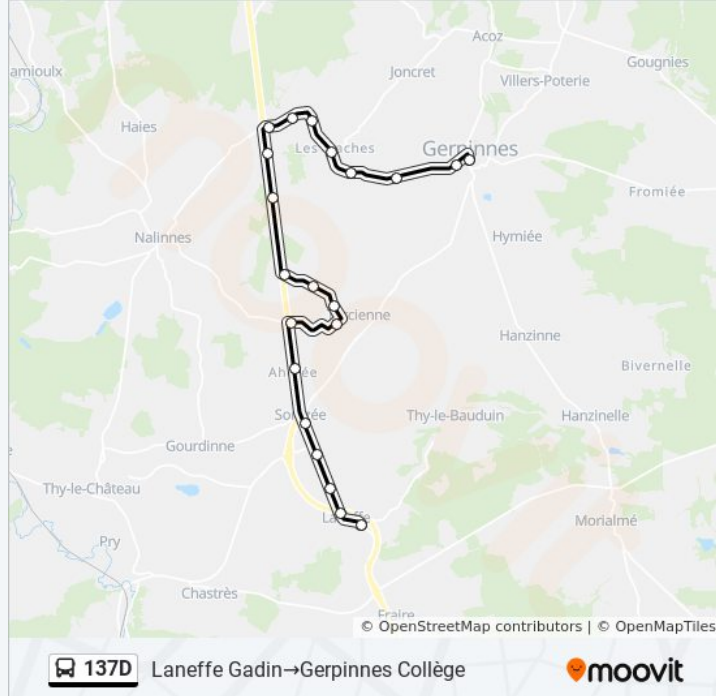 Acoz
Gougnies
amioulx
Joncret
Villers-Poterie
Haies
Gerpinnes
Fromiée
Nalinnes
Hymiée
cienne
Hanzinne
Bivernelle
Thy-le-Bauduin
Hanzinelle
Gourdinne
Thy-le-Château
Morialmé
Pry
Chastrès
Fraire
© OpenStreetMap contributors | © OpenMapTiles
137D
Laneffe Gadin→Gerpinnes Collège
moovit